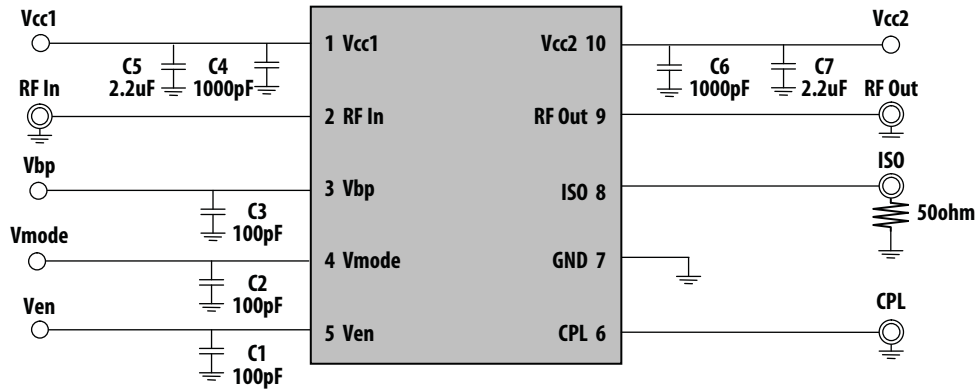 Vcc1
C5
2.2uF
C4
1000pF
RF In
Vbp
C3
100pF
Vmode
C2
100pF
Ven
C1
100pF
1 Vcc1
2 RF In
3 Vbp
4 Vmode
5 Ven
Vcc2 10
RF Out 9
ISO 8
GND 7
CPL 6
Vcc2
C6
1000pF
C7
2.2uF
RF Out
ISO
50ohm
CPL